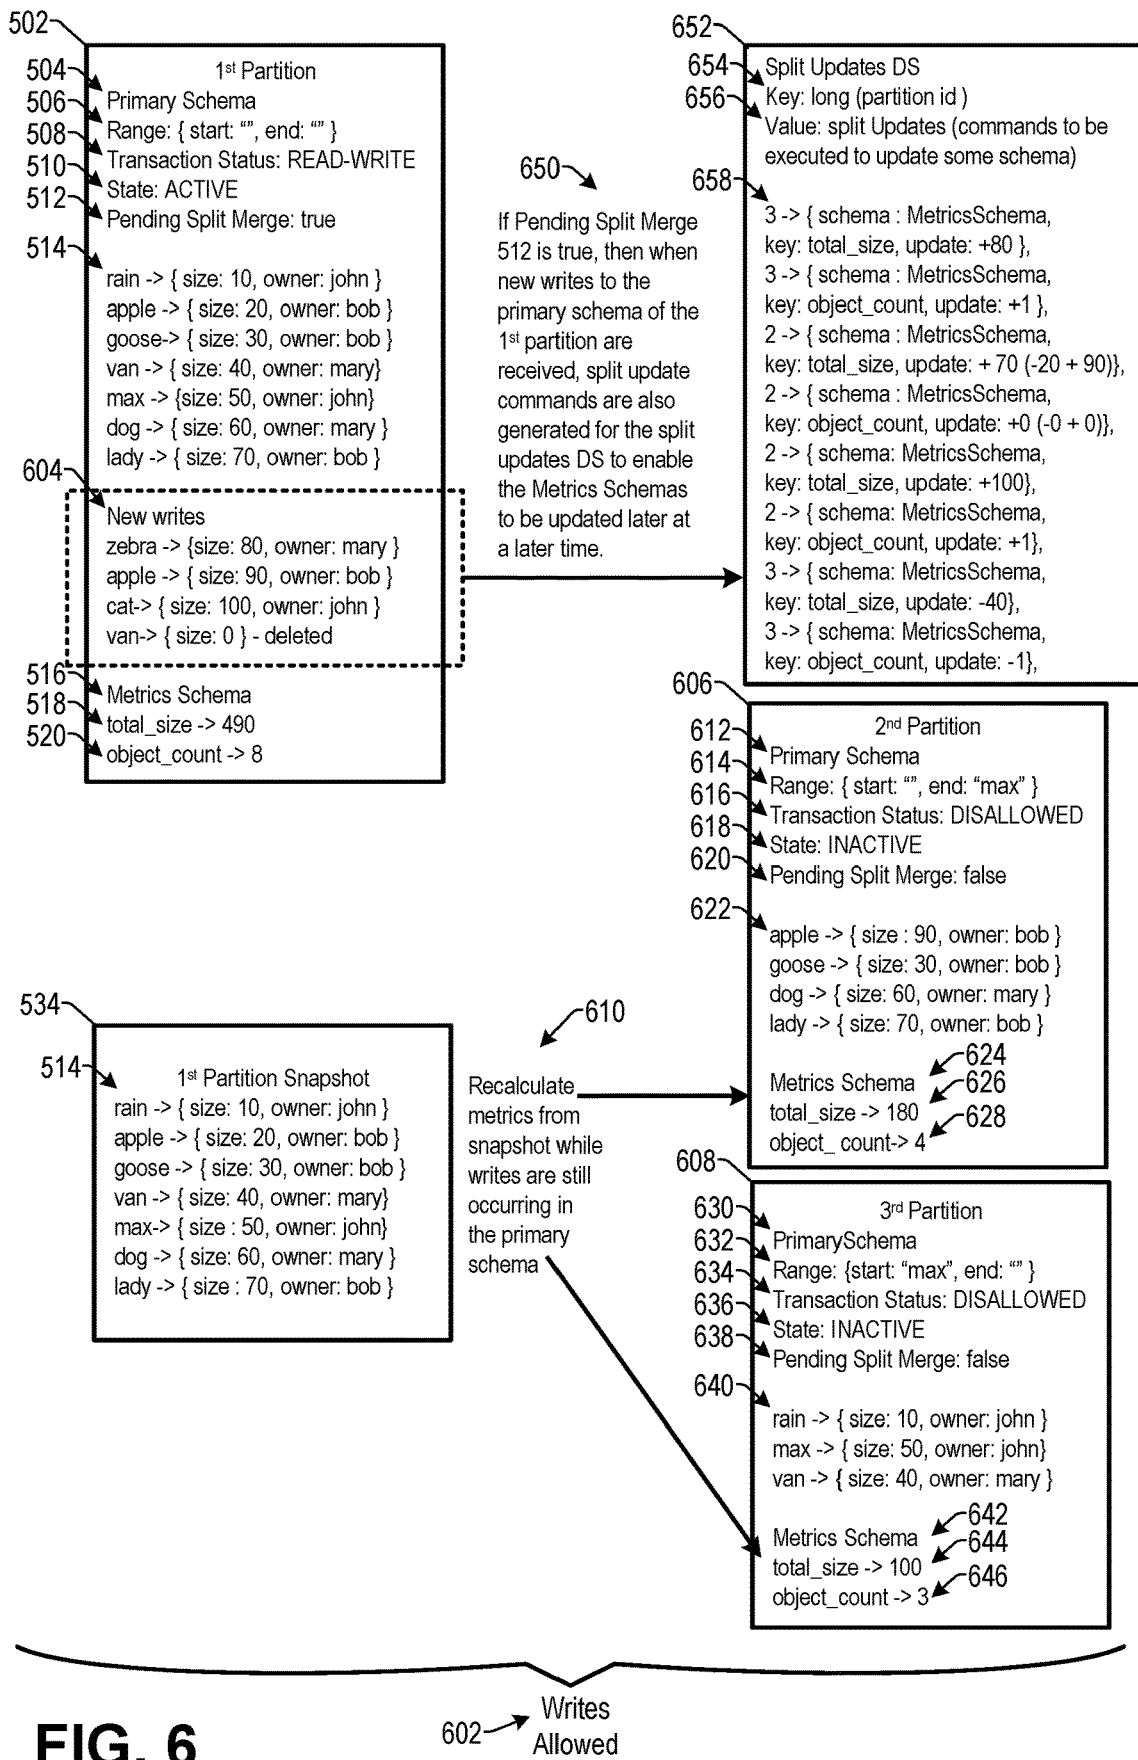 502
1st Partition
504
Primary Schema
506
Range: { start: “”, end: “” }
508
Transaction Status: READ-WRITE
510
State: ACTIVE
512
Pending Split Merge: true
514
rain -> { size: 10, owner: john }
apple -> { size: 20, owner: bob }
goose-> { size: 30, owner: bob }
van -> { size: 40, owner: mary}
max -> {size: 50, owner: john}
dog -> { size: 60, owner: mary }
lady -> { size: 70, owner: bob }
604
New writes
zebra -> {size: 80, owner: mary }
apple -> { size: 90, owner: bob }
cat-> { size: 100, owner: john }
van-> { size: 0 } - deleted
516
Metrics Schema
518
total_size -> 490
520
object_count -> 8
650
If Pending Split Merge
512 is true, then when
new writes to the
primary schema of the
1st partition are
received, split update
commands are also
generated for the split
updates DS to enable
the Metrics Schemas
to be updated later at
a later time.
652
654
Split Updates DS
656
Key: long (partition id )
Value: split Updates (commands to be
executed to update some schema)
658
3 -> { schema : MetricsSchema,
key: total_size, update: +80 },
3 -> { schema : MetricsSchema,
key: object_count, update: +1 },
2 -> { schema : MetricsSchema,
key: total_size, update: + 70 (-20 + 90)},
2 -> { schema : MetricsSchema,
key: object_count, update: +0 (-0 + 0)},
2 -> { schema: MetricsSchema,
key: total_size, update: +100},
2 -> { schema: MetricsSchema,
key: object_count, update: +1},
3 -> { schema: MetricsSchema,
key: total_size, update: -40},
3 -> { schema: MetricsSchema,
key: object_count, update: -1},
606
2nd Partition
612
Primary Schema
614
Range: { start: “”, end: “max” }
616
Transaction Status: DISALLOWED
618
State: INACTIVE
620
Pending Split Merge: false
622
apple -> { size : 90, owner: bob }
goose -> { size: 30, owner: bob }
dog -> { size: 60, owner: mary }
lady -> { size: 70, owner: bob }
624
Metrics Schema
626
total_size -> 180
628
object_ count-> 4
534
514
1st Partition Snapshot
rain -> { size: 10, owner: john }
apple -> { size: 20, owner: bob }
goose -> { size: 30, owner: bob }
van -> { size: 40, owner: mary}
max-> { size : 50, owner: john}
dog -> { size: 60, owner: mary }
lady -> { size : 70, owner: bob }
610
Recalculate
metrics from
snapshot while
writes are still
occurring in
the primary
schema
608
3rd Partition
630
PrimarySchema
632
Range: {start: “max”, end: “” }
634
Transaction Status: DISALLOWED
636
State: INACTIVE
638
Pending Split Merge: false
640
rain -> { size: 10, owner: john }
max -> { size: 50, owner: john}
van -> { size: 40, owner: mary }
642
Metrics Schema
644
total_size -> 100
646
object_count -> 3
602
Writes
Allowed
FIG. 6